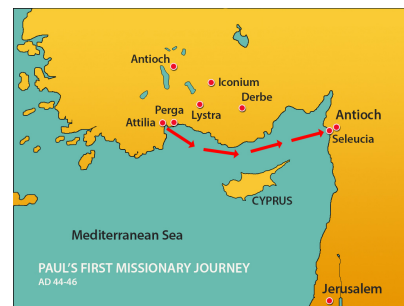 Antioch
Iconium
Derbe
Perga
Lystra
Attilia
Antioch
Seleucia
CYPRUS
Mediterranean Sea
PAUL'S FIRST MISSIONARY JOURNEY
AD 44-46
Jerusalem